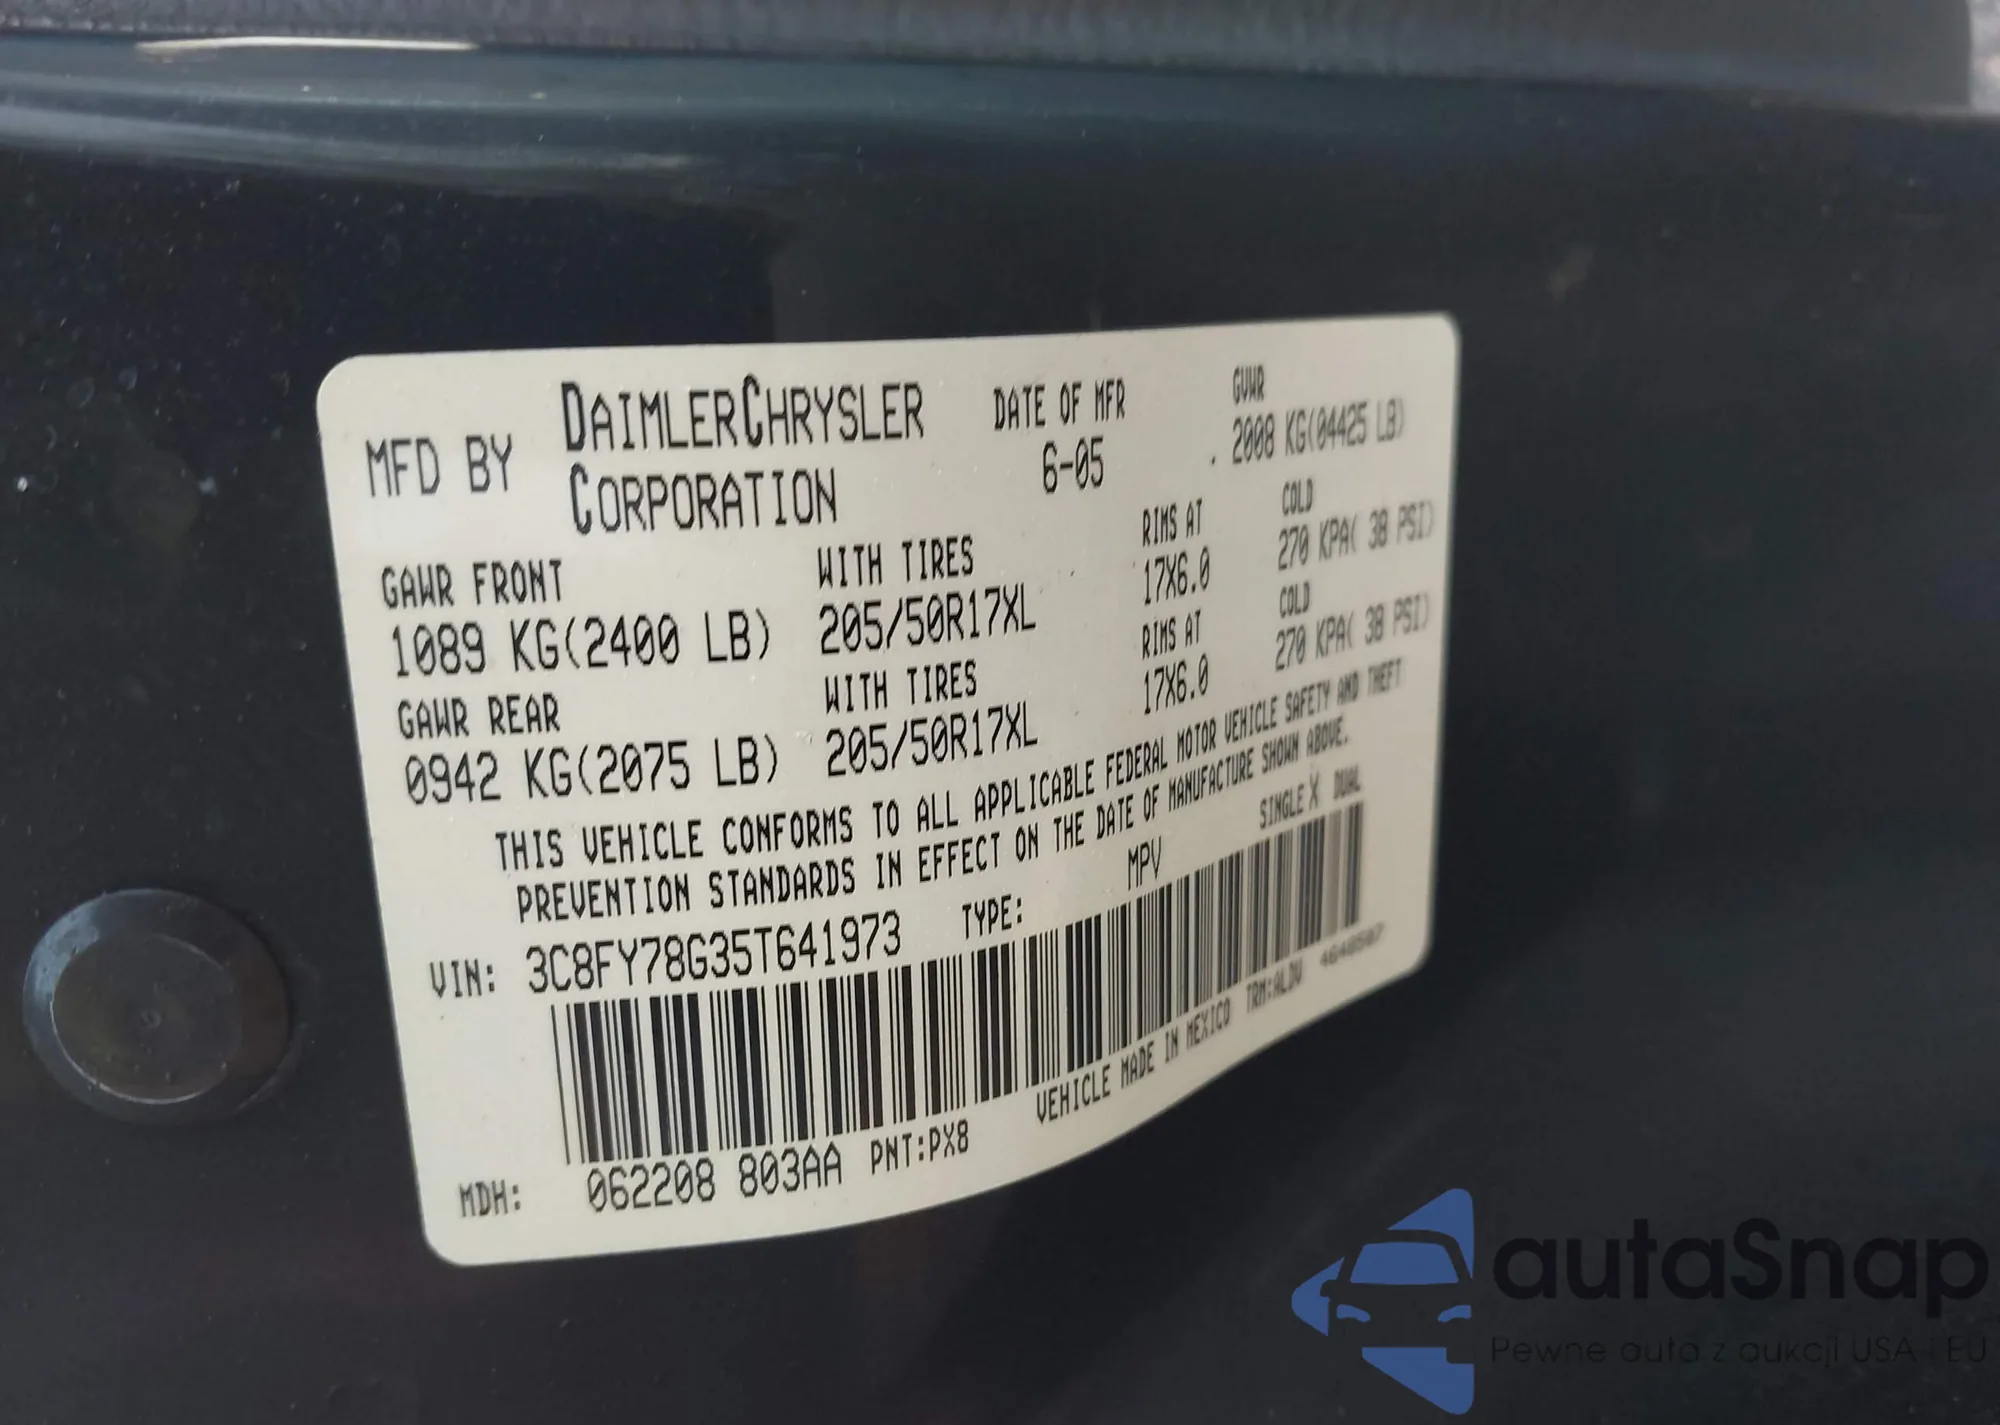 MFD BY DAIMLERCHRYSLER CORPORATION
DATE OF MFR
6-05
GVWR
2008 KG(04425 LB)
GAWR FRONT WITH TIRES RIMS AT COLD
1089 KG(2400 LB) 205/50R17XL 17X6.0 270 KPA( 38 PSI)
GAWR REAR WITH TIRES RIMS AT COLD
0942 KG(2075 LB) 205/50R17XL 17X6.0 270 KPA( 38 PSI)
THIS VEHICLE CONFORMS TO ALL APPLICABLE FEDERAL MOTOR VEHICLE SAFETY AND THEFT
PREVENTION STANDARDS IN EFFECT ON THE DATE OF MANUFACTURE SHOWN ABOVE.
VIN: 3C8FY78G35T641973 TYPE: MPV SINGLE X DUAL
MDH: 062208 803AA PNT:PX8 VEHICLE MADE IN MEXICO TRM:ALDV
autaSnap
Pewne auta z aukcji USA i EU